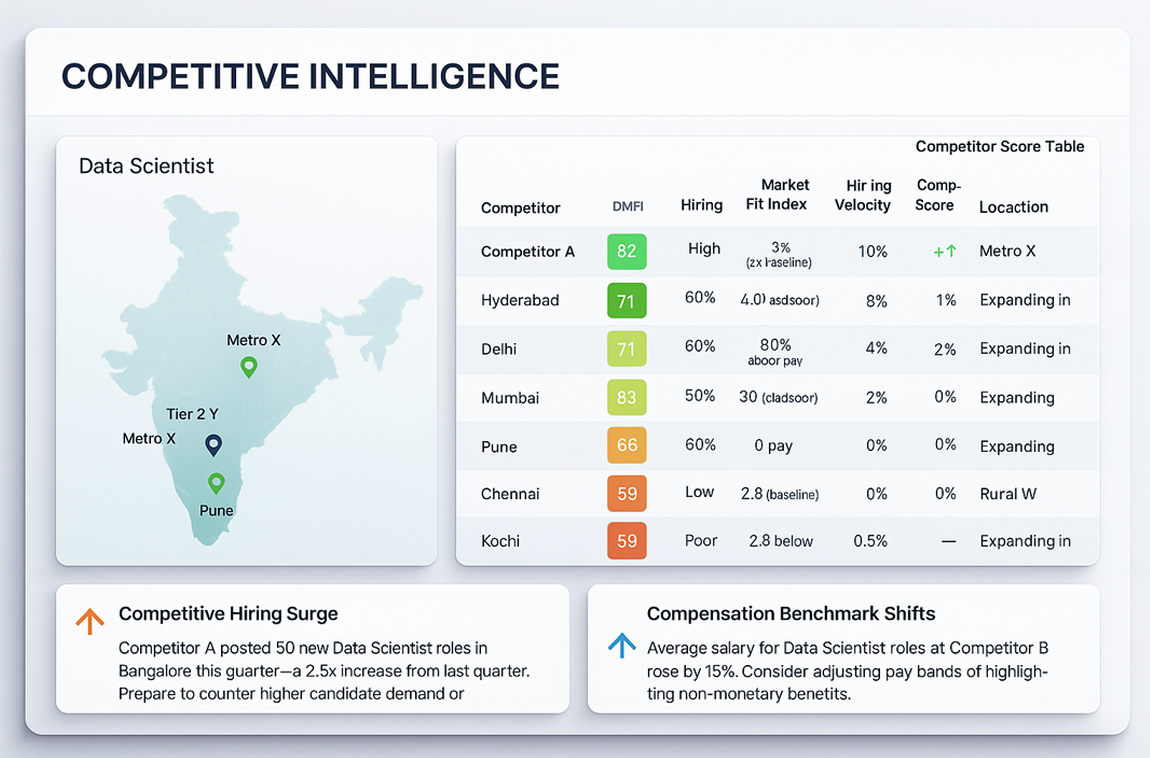 COMPETITIVE INTELLIGENCE
Data Scientist
Metro X
Tier 2 Y
Metro X
Pune
Competitor Score Table
Competitor DMFI Hiring Market Fit Index Hir ing Velocity Comp- Score Locaction
Competitor A 82 High 3% 10% +↑ Metro X
(2x baseline)
Hyderabad 71 60% 8% 1% Expanding in
Delhi 71 60% 80% 4% 2% Expanding in
aboor pay
Mumbai 83 50% 30 (cladsoor) 2% 0% Expanding
Pune 66 60% 0 pay 0% 0% Expanding
Chennai 59 Low 2.8 (baseline) 0% 0% Rural W
Kochi 59 Poor 2.8 below 0.5% — Expanding in
Competitive Hiring Surge
Competitor A posted 50 new Data Scientist roles in
Bangalore this quarter—a 2.5x increase from last quarter.
Prepare to counter higher candidate demand or
Compensation Benchmark Shifts
Average salary for Data Scientist roles at Competitor B
rose by 15%. Consider adjusting pay bands of highligh-
ting non-monetary benetits.